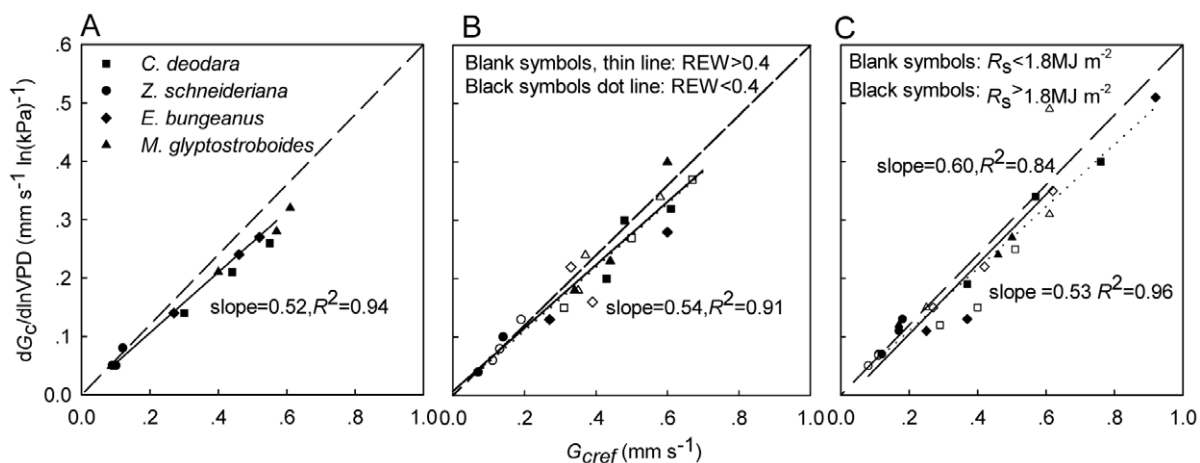 A
B
C
.6
.5
.4
.3
.2
.1
0.0
dG_c/dlnVPD (mm s⁻¹ ln(kPa)⁻¹)
C. deodara
Z. schneideriana
E. bungeanus
M. glyptostroboides
slope=0.52,R²=0.94
0.0 .2 .4 .6 .8 1.0
Blank symbols, thin line: REW>0.4
Black symbols dot line: REW<0.4
slope=0.54,R²=0.91
0.0 .2 .4 .6 .8 1.0
Blank symbols: R_s<1.8MJ m⁻²
Black symbols: R_s>1.8MJ m⁻²
slope=0.60,R²=0.84
slope =0.53 R²=0.96
0.0 .2 .4 .6 .8 1.0
G_cref (mm s⁻¹)